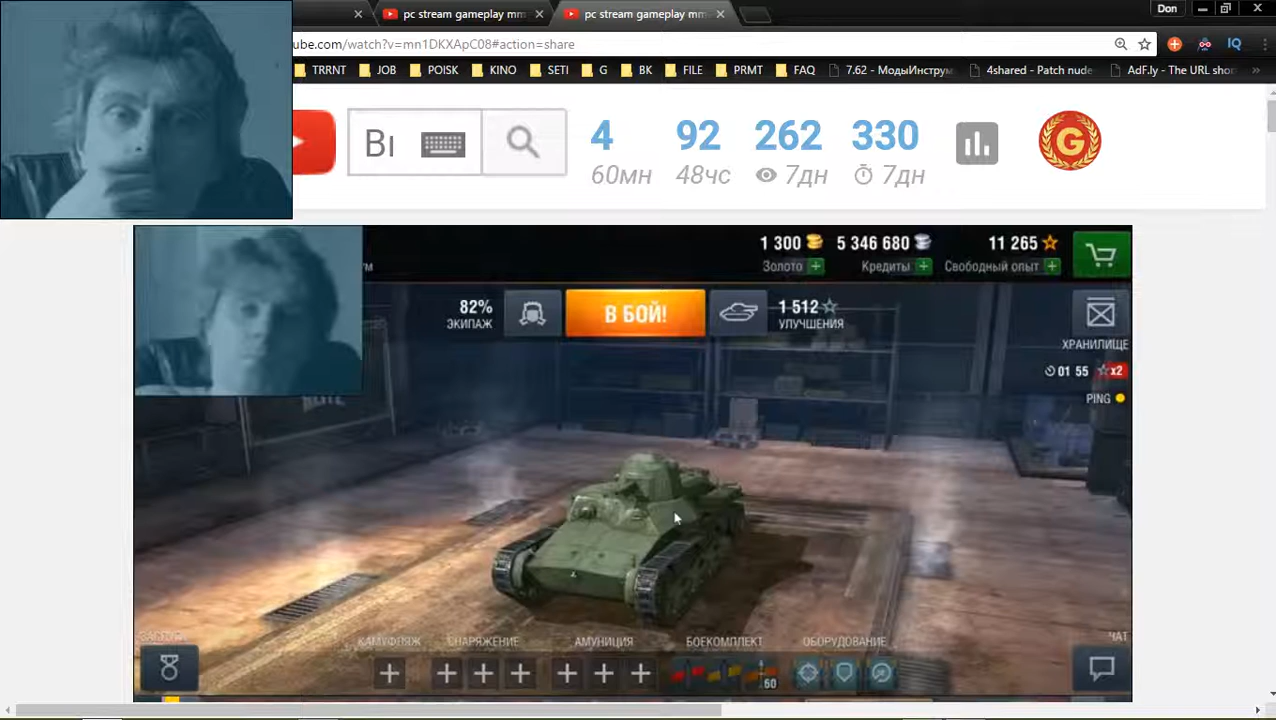 pc stream gameplay mm
pc stream gameplay mm
Don
ube.com/watch?v=mn1DKXApC08#action=share
IQ
TRRNT JOB POISK KINO SETI G BK FILE PRMT FAQ 7.62 - МодыИнструм 4shared - Patch nude AdF.ly - The URL shor
Ві 4 92 262 330 G
60мн 48чс 7дн 7дн
1 300 5 346 680 11 265
Золото Кредиты Свободный опыт
82% ЭКИПАЖ
В БОЙ!
1 512 УЛУЧШЕНИЯ
ХРАНИЛИЩЕ
01 55 x2
PING
КАМУФЛЯЖ СНАРЯЖЕНИЕ АМУНИЦИЯ БОЕКОМПЛЕКТ ОБОРУДОВАНИЕ ЧАТ
60